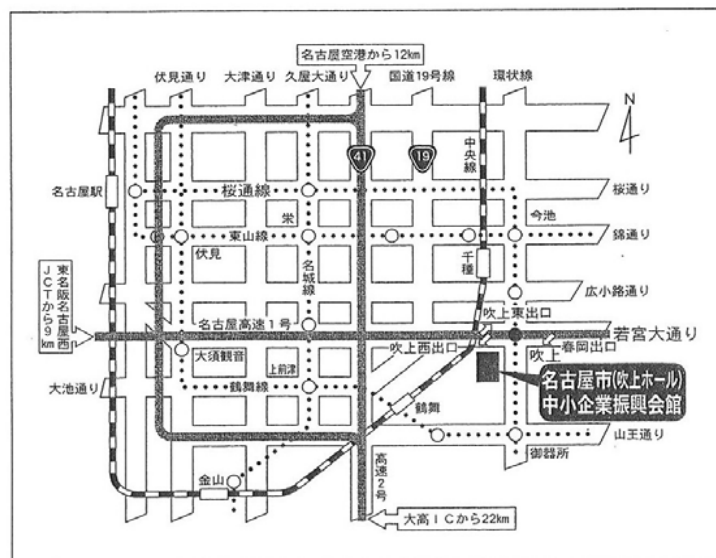 名古屋空港から12km
伏見通り
大津通り
久屋大通り
国道19号線
環状線
N
41
19
中央線
名古屋駅
桜通線
桜通り
栄
今池
東山線
錦通り
伏見
名城線
千種
東名阪名古屋西
JCTから9km
広小路通り
名古屋高速1号
吹上東出口
若宮大通り
吹上西出口
吹上
春岡出口
大須観音
上前津
大池通り
鶴舞線
鶴舞
名古屋市(吹上ホール)
中小企業振興会館
山王通り
御器所
金山
高速2号
大高ICから22km